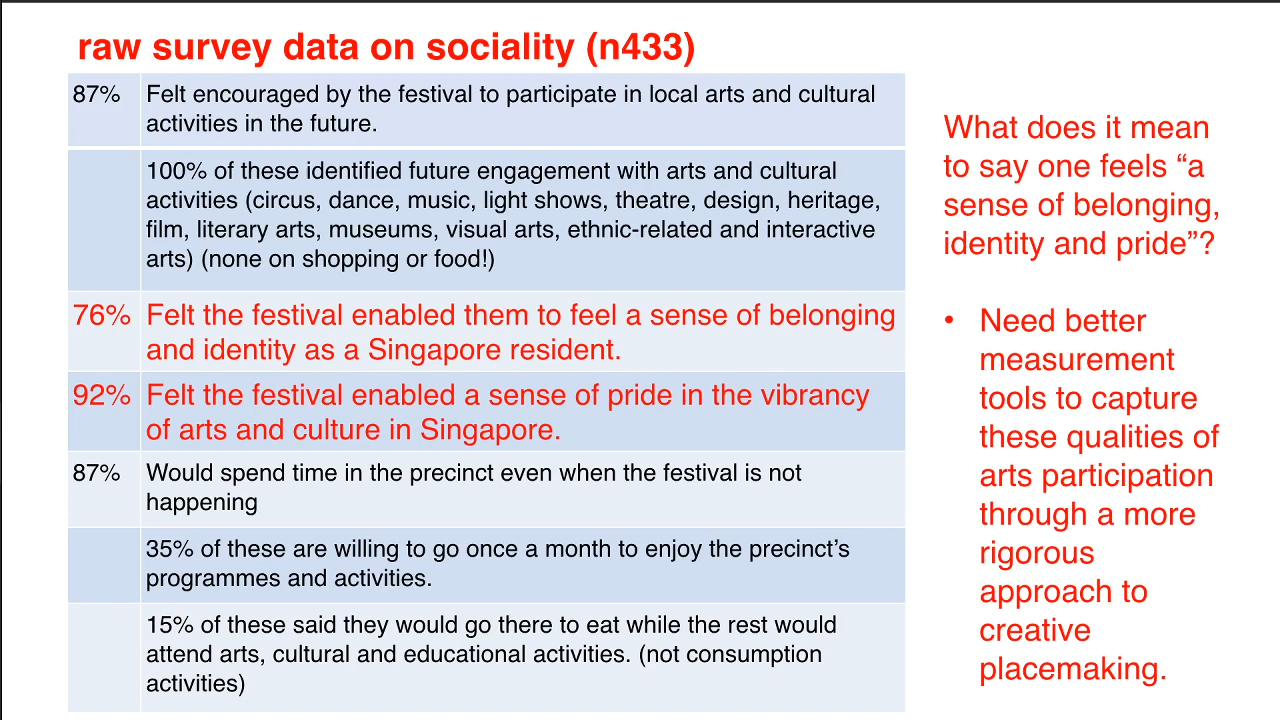 raw survey data on sociality (n433)
87% Felt encouraged by the festival to participate in local arts and cultural
activities in the future.
100% of these identified future engagement with arts and cultural
activities (circus, dance, music, light shows, theatre, design, heritage,
film, literary arts, museums, visual arts, ethnic-related and interactive
arts) (none on shopping or food!)
76% Felt the festival enabled them to feel a sense of belonging
and identity as a Singapore resident.
92% Felt the festival enabled a sense of pride in the vibrancy
of arts and culture in Singapore.
87% Would spend time in the precinct even when the festival is not
happening
35% of these are willing to go once a month to enjoy the precinct’s
programmes and activities.
15% of these said they would go there to eat while the rest would
attend arts, cultural and educational activities. (not consumption
activities)
What does it mean
to say one feels “a
sense of belonging,
identity and pride”?
• Need better
measurement
tools to capture
these qualities of
arts participation
through a more
rigorous
approach to
creative
placemaking.